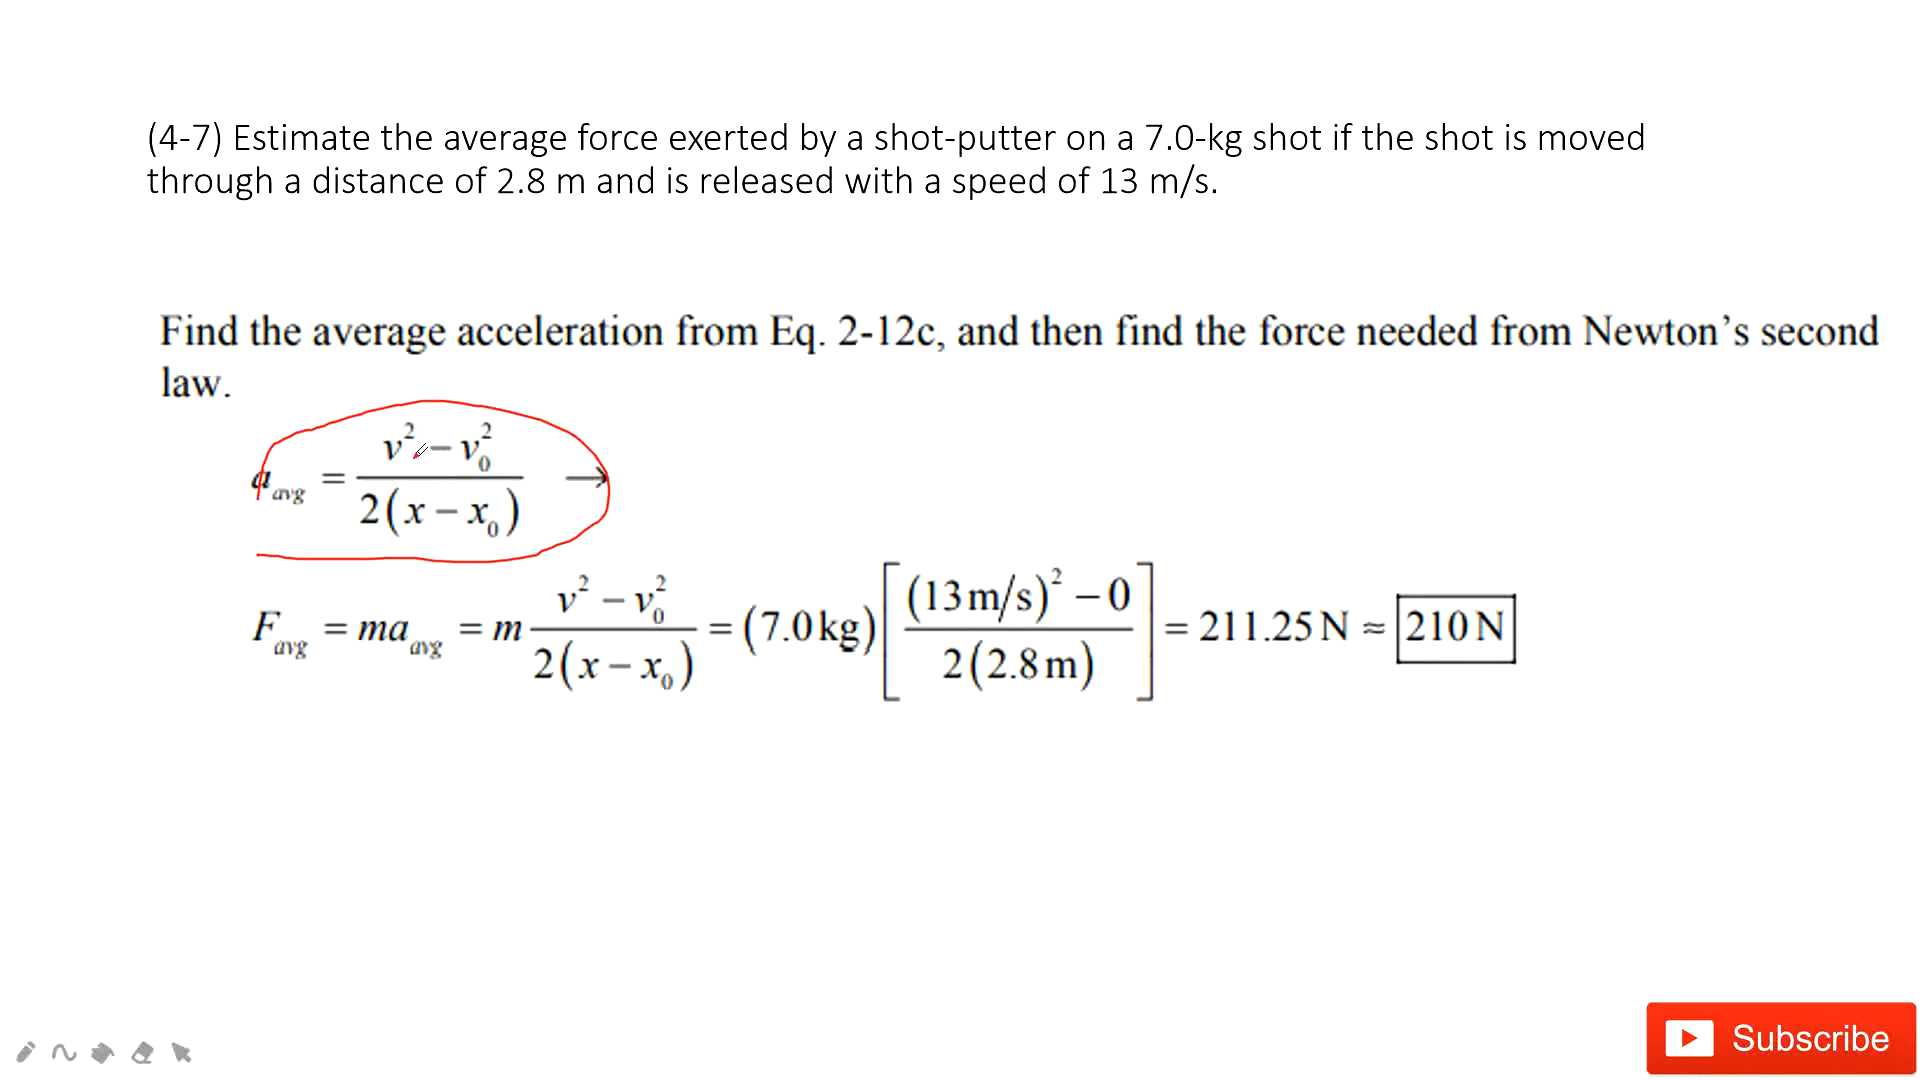 (4-7) Estimate the average force exerted by a shot-putter on a 7.0-kg shot if the shot is moved
through a distance of 2.8 m and is released with a speed of 13 m/s.
Find the average acceleration from Eq. 2-12c, and then find the force needed from Newton’s second
law.
a_avg = (v² − v₀²) / 2(x − x₀) →
F_avg = ma_avg = m (v² − v₀²) / 2(x − x₀) = (7.0 kg) [ ((13 m/s)² − 0) / 2(2.8 m) ] = 211.25 N ≈ 210 N
Subscribe